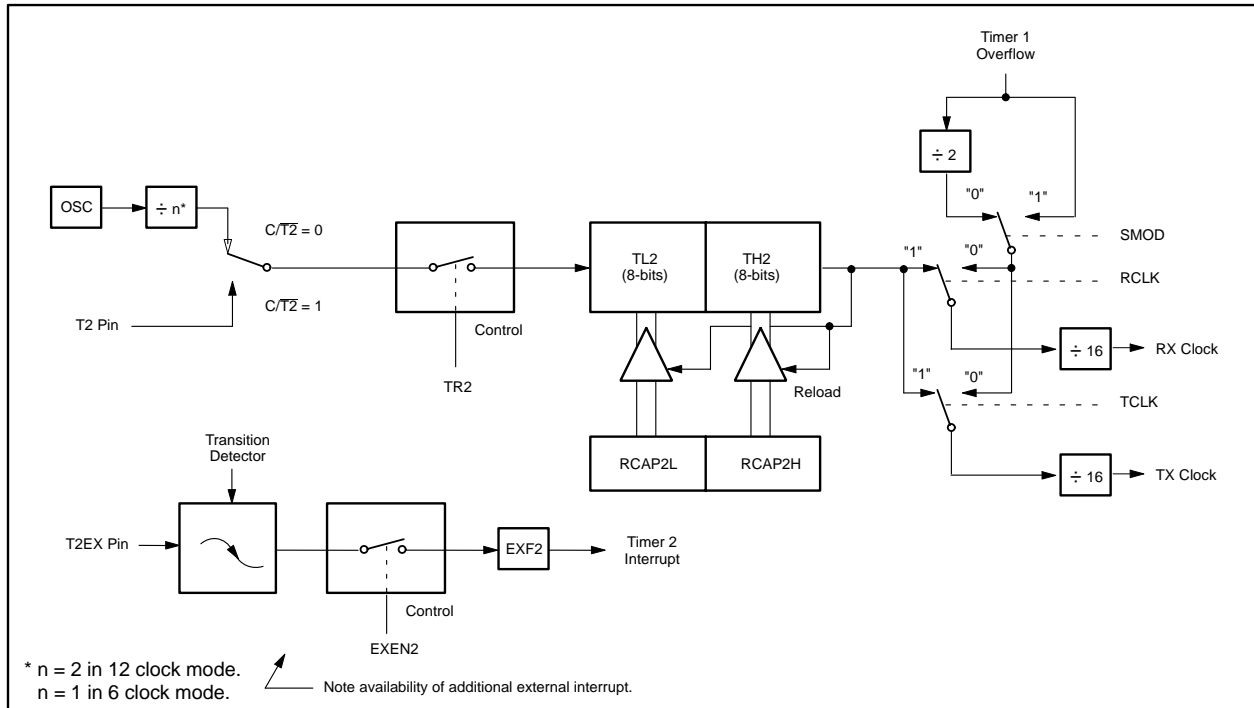 Timer 1
Overflow
÷ 2
"0"
"1"
OSC
÷ n*
C/T2̅ = 0
TL2
(8-bits)
TH2
(8-bits)
SMOD
"1"
"0"
RCLK
C/T2̅ = 1
T2 Pin
Control
÷ 16
RX Clock
TR2
Reload
"1"
"0"
TCLK
Transition
Detector
RCAP2L
RCAP2H
÷ 16
TX Clock
T2EX Pin
EXF2
Timer 2
Interrupt
Control
EXEN2
* n = 2 in 12 clock mode.
n = 1 in 6 clock mode.
Note availability of additional external interrupt.